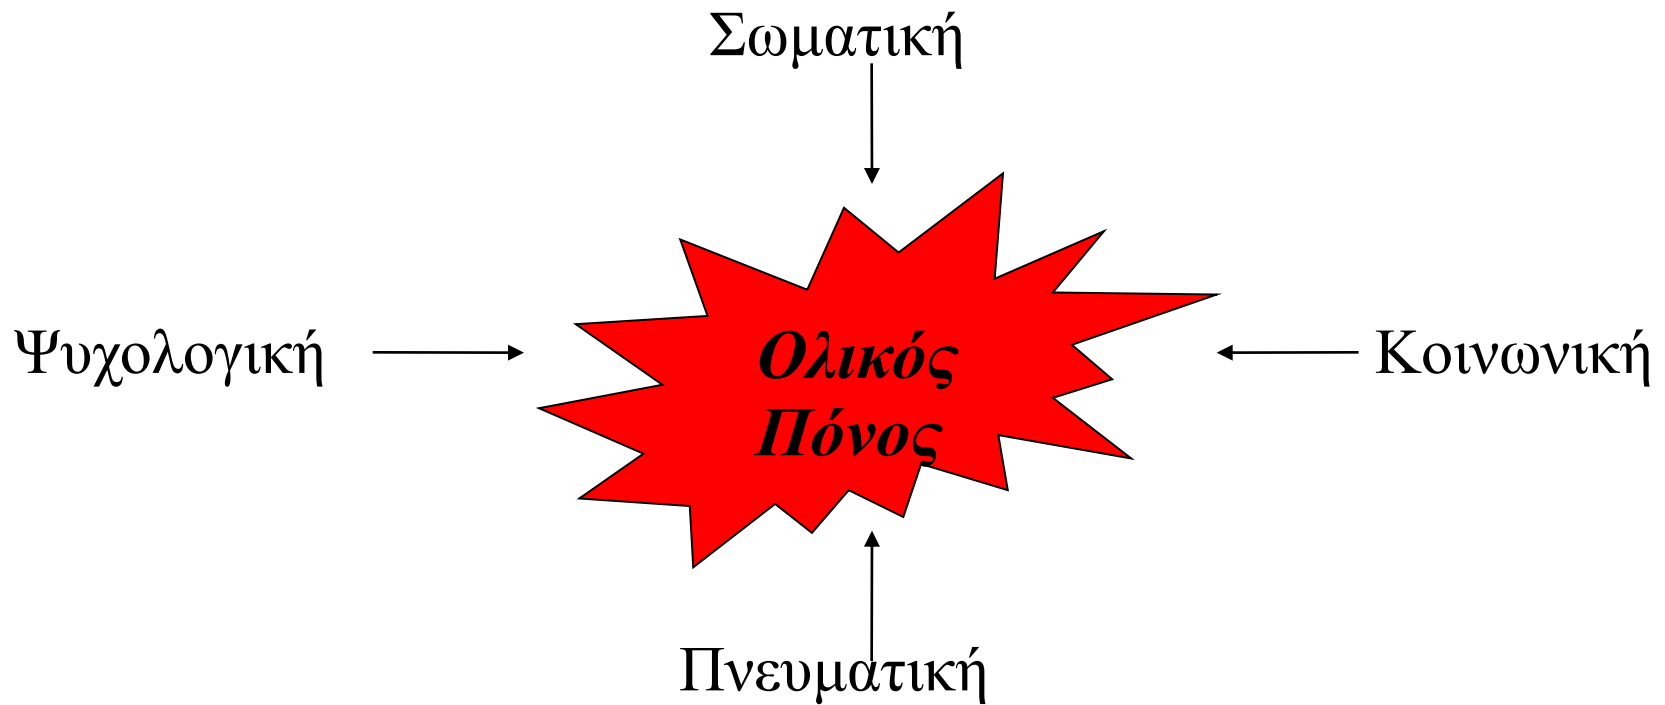 Σωματική
Ψυχολογική
Ολικός
Πόνος
Κοινωνική
Πνευματική